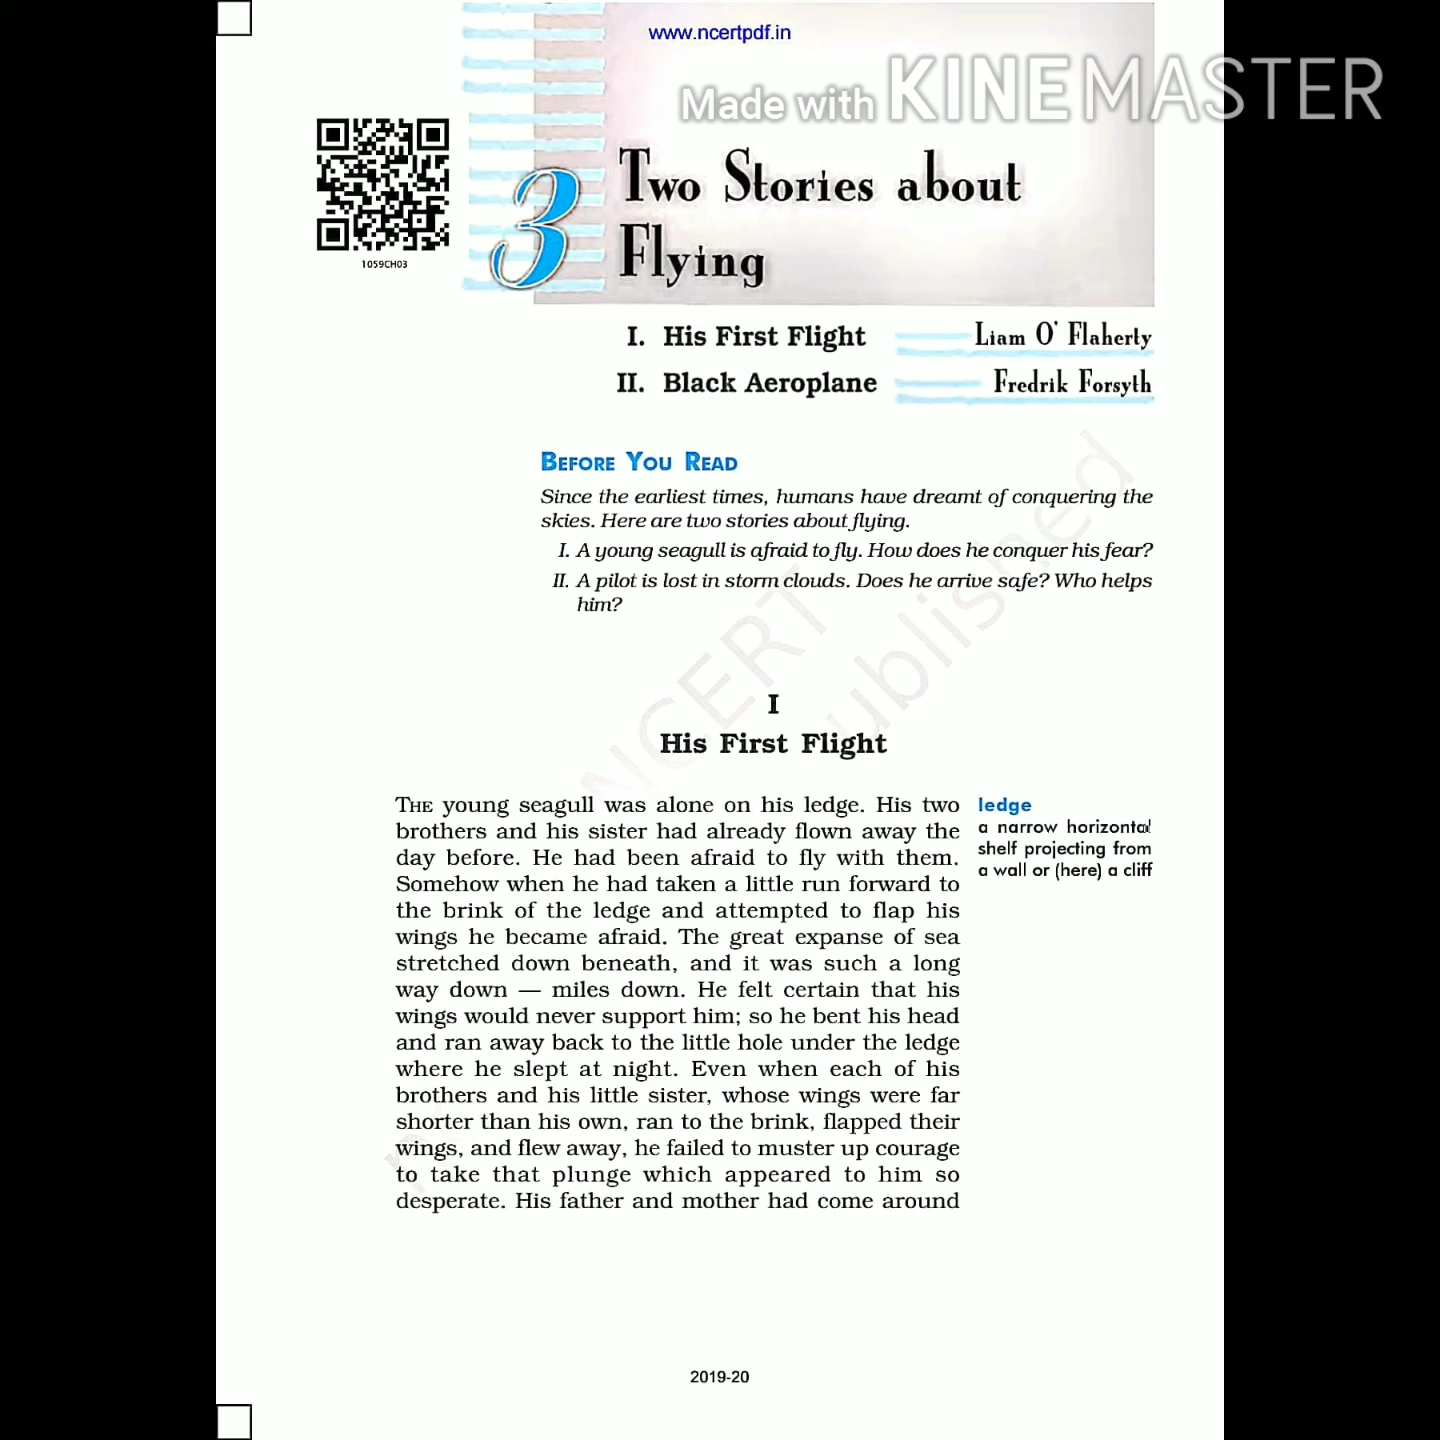 www.ncertpdf.in
Made with KINEMASTER
1059CH03
3
Two Stories about
Flying
I. His First Flight Liam O' Flaherty
II. Black Aeroplane Fredrik Forsyth
BEFORE YOU READ
Since the earliest times, humans have dreamt of conquering the
skies. Here are two stories about flying.
I. A young seagull is afraid to fly. How does he conquer his fear?
II. A pilot is lost in storm clouds. Does he arrive safe? Who helps
him?
NCERT
ublished
I
His First Flight
THE young seagull was alone on his ledge. His two
brothers and his sister had already flown away the
day before. He had been afraid to fly with them.
Somehow when he had taken a little run forward to
the brink of the ledge and attempted to flap his
wings he became afraid. The great expanse of sea
stretched down beneath, and it was such a long
way down — miles down. He felt certain that his
wings would never support him; so he bent his head
and ran away back to the little hole under the ledge
where he slept at night. Even when each of his
brothers and his little sister, whose wings were far
shorter than his own, ran to the brink, flapped their
wings, and flew away, he failed to muster up courage
to take that plunge which appeared to him so
desperate. His father and mother had come around
ledge
a narrow horizontal
shelf projecting from
a wall or (here) a cliff
2019-20